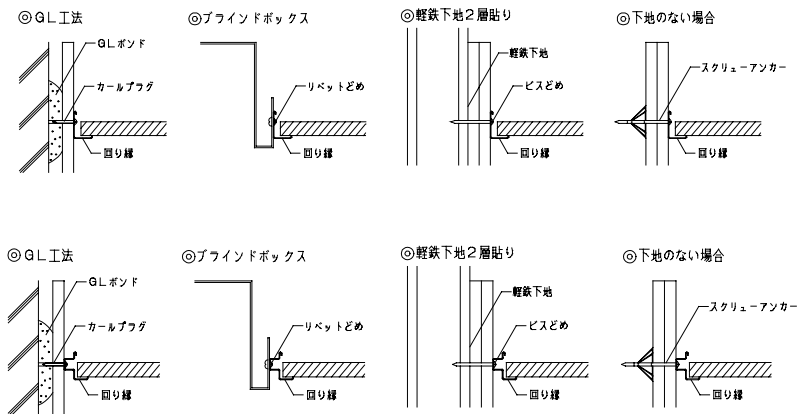 ◎GL工法
GLボンド
カールプラグ
回り縁
◎ブラインドボックス
リベットどめ
回り縁
◎軽鉄下地2層貼り
軽鉄下地
ビスどめ
回り縁
◎下地のない場合
スクリューアンカー
回り縁
◎GL工法
GLボンド
カールプラグ
回り縁
◎ブラインドボックス
リベットどめ
回り縁
◎軽鉄下地2層貼り
軽鉄下地
ビスどめ
回り縁
◎下地のない場合
スクリューアンカー
回り縁